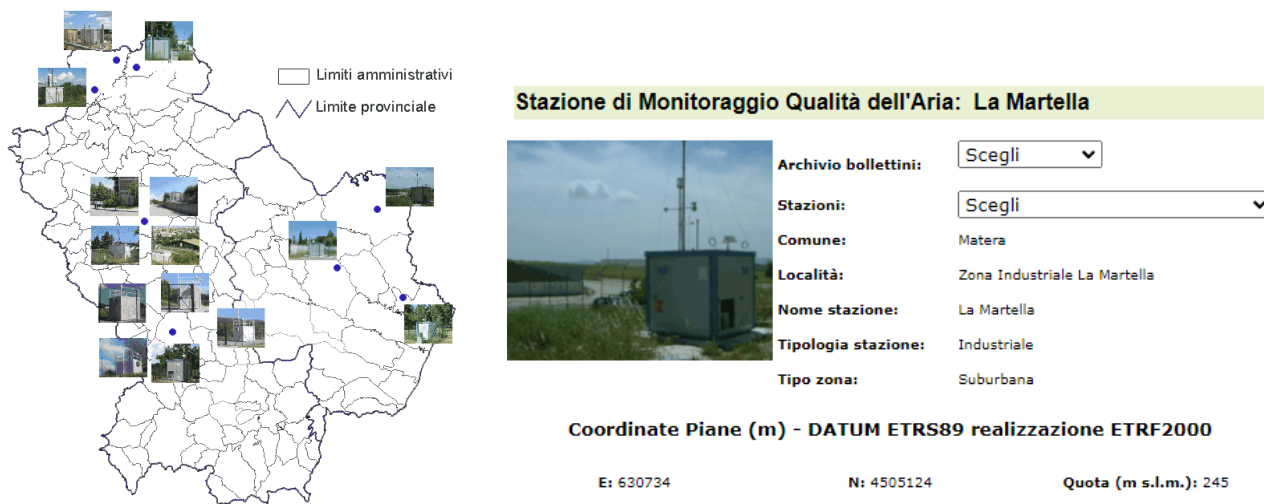 Limiti amministrativi
Limite provinciale
Stazione di Monitoraggio Qualità dell'Aria: La Martella
Archivio bollettini: Scegli
Stazioni: Scegli
Comune: Matera
Località: Zona Industriale La Martella
Nome stazione: La Martella
Tipologia stazione: Industriale
Tipo zona: Suburbana
Coordinate Piane (m) - DATUM ETRS89 realizzazione ETRF2000
E: 630734 N: 4505124 Quota (m s.l.m.): 245